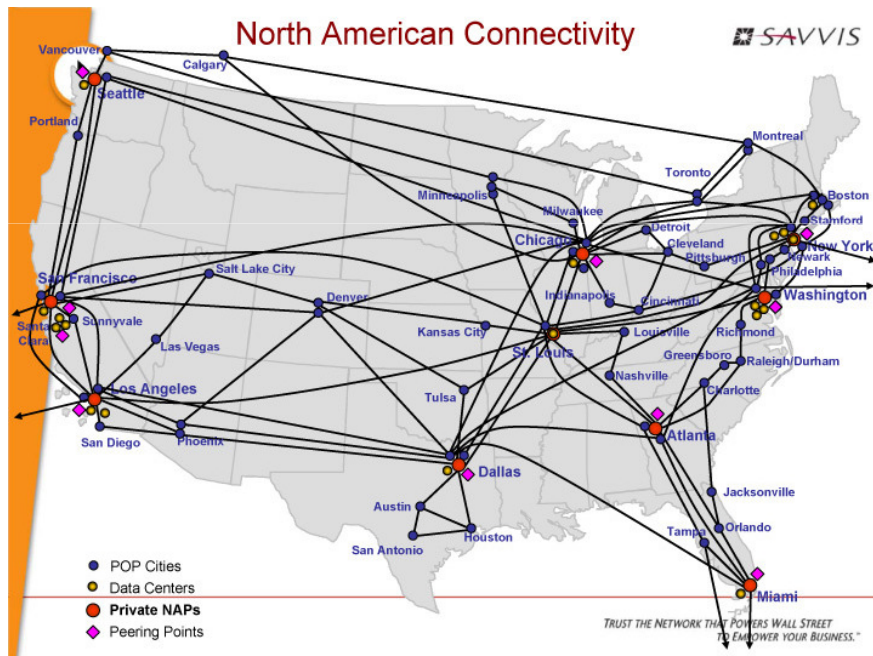 North American Connectivity
SAVVIS
Vancouver
Calgary
Seattle
Portland
Montreal
Toronto
Minneapolis
Boston
Milwaukee
Stamford
Detroit
Chicago
New York
Cleveland
Pittsburgh
Newark
Philadelphia
San Francisco
Salt Lake City
Denver
Indianapolis
Cincinnati
Washington
Santa
Clara
Sunnyvale
Kansas City
St. Louis
Louisville
Richmond
Las Vegas
Greensboro
Raleigh/Durham
Nashville
Los Angeles
Tulsa
Charlotte
San Diego
Phoenix
Atlanta
Dallas
Austin
Jacksonville
Houston
Tampa
Orlando
San Antonio
POP Cities
Data Centers
Private NAPs
Peering Points
Miami
TRUST THE NETWORK THAT POWERS WALL STREET
TO EMPOWER YOUR BUSINESS.”